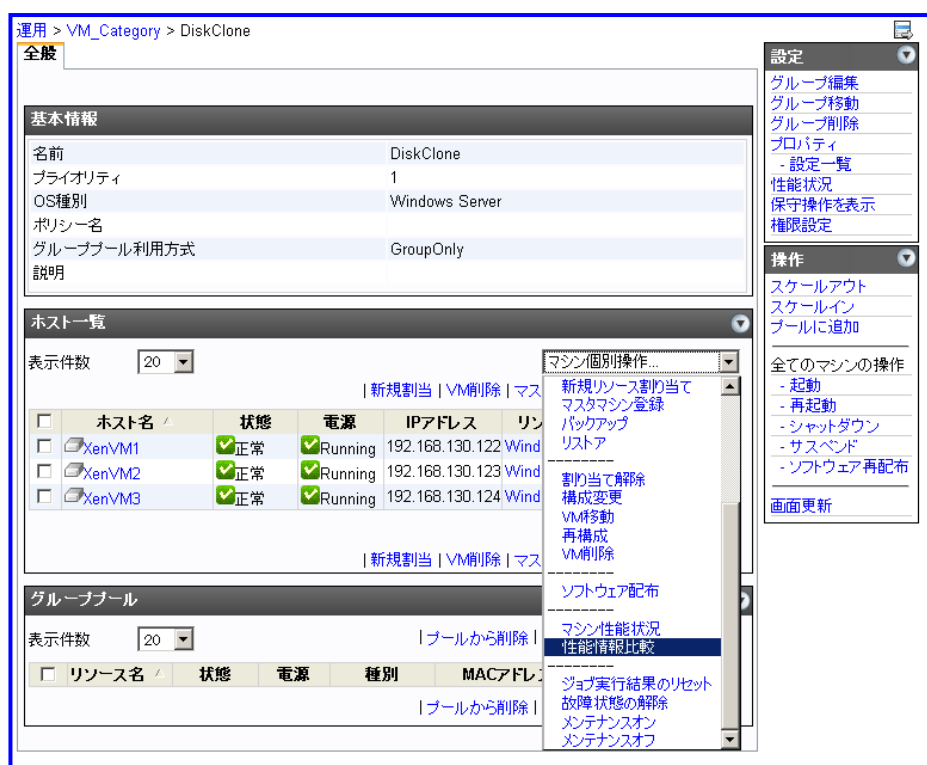 運用 > VM_Category > DiskClone
全般
基本情報
名前 DiskClone
プライオリティ 1
OS種別 Windows Server
ポリシー名
グループプール利用方式 GroupOnly
説明
ホスト一覧
表示件数 20 マシン個別操作...
| 新規割当 | VM削除 | マス
ホスト名 状態 電源 IPアドレス リン
XenVM1 正常 Running 192.168.130.122 Wind
XenVM2 正常 Running 192.168.130.123 Wind
XenVM3 正常 Running 192.168.130.124 Wind
| 新規割当 | VM削除 | マス
新規リソース割り当て
マスタマシン登録
バックアップ
リストア
--------
割り当て解除
構成変更
VM移動
再構成
VM削除
--------
ソフトウェア配布
--------
マシン性能状況
性能情報比較
--------
ジョブ実行結果のリセット
故障状態の解除
メンテナンスオン
メンテナンスオフ
グループプール
表示件数 20 | プールから削除 |
リソース名 状態 電源 種別 MACアドレ
| プールから削除 |
設定
グループ編集
グループ移動
グループ削除
プロパティ
- 設定一覧
性能状況
保守操作を表示
権限設定
操作
スケールアウト
スケールイン
プールに追加
全てのマシンの操作
- 起動
- 再起動
- シャットダウン
- サスペンド
- ソフトウェア再配布
画面更新